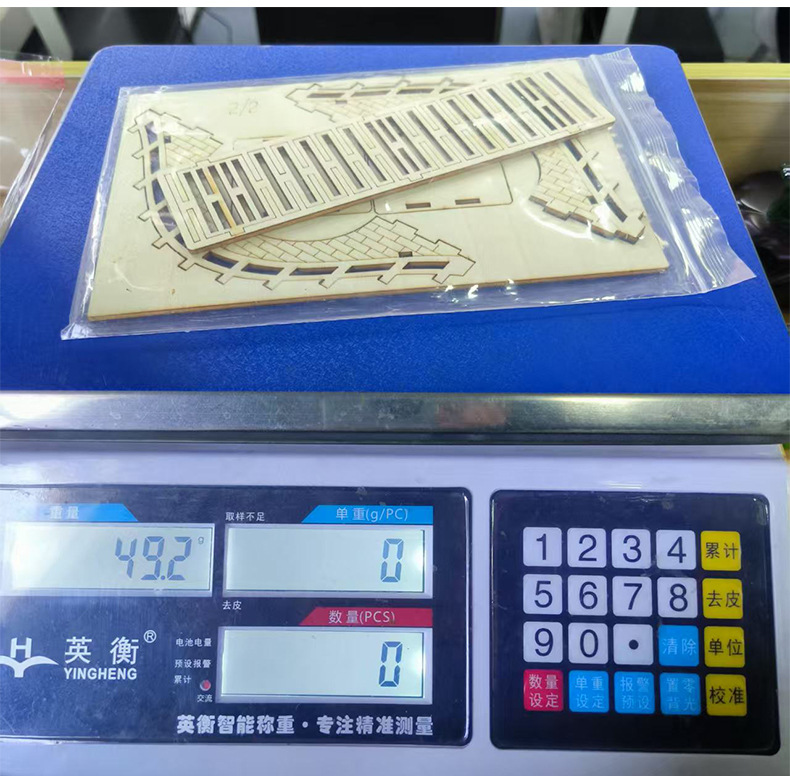 2/2
重量
取样不足
单重(g/PC)
49.2
g
0
去皮
数量(PCS)
H
英衡®
YINGHENG
电池电量
预设报警
累计
交流
0
英衡智能称重·专注精准测量
1 2 3 4 累计
5 6 7 8 去皮
9 0 · 清除 单位
数量设定 单重设定 报警预设 置零背光 校准